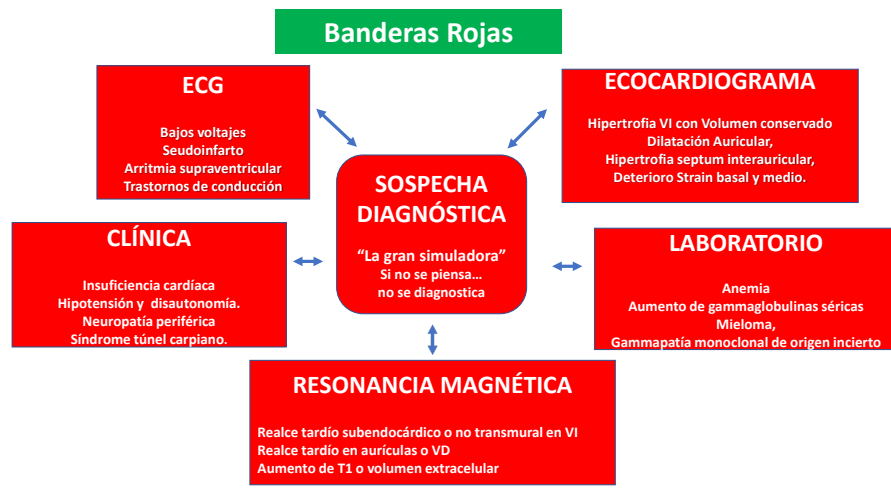 Banderas Rojas
ECG
Bajos voltajes
Seudoinfarto
Arritmia supraventricular
Trastornos de conducción
ECOCARDIOGRAMA
Hipertrofia VI con Volumen conservado
Dilatación Auricular,
Hipertrofia septum interauricular,
Deterioro Strain basal y medio.
SOSPECHA
DIAGNÓSTICA
“La gran simuladora”
Si no se piensa…
no se diagnostica
CLÍNICA
Insuficiencia cardíaca
Hipotensión y disautonomía.
Neuropatía periférica
Síndrome túnel carpiano.
LABORATORIO
Anemia
Aumento de gammaglobulinas séricas
Mieloma,
Gammapatía monoclonal de origen incierto
RESONANCIA MAGNÉTICA
Realce tardío subendocárdico o no transmural en VI
Realce tardío en aurículas o VD
Aumento de T1 o volumen extracelular